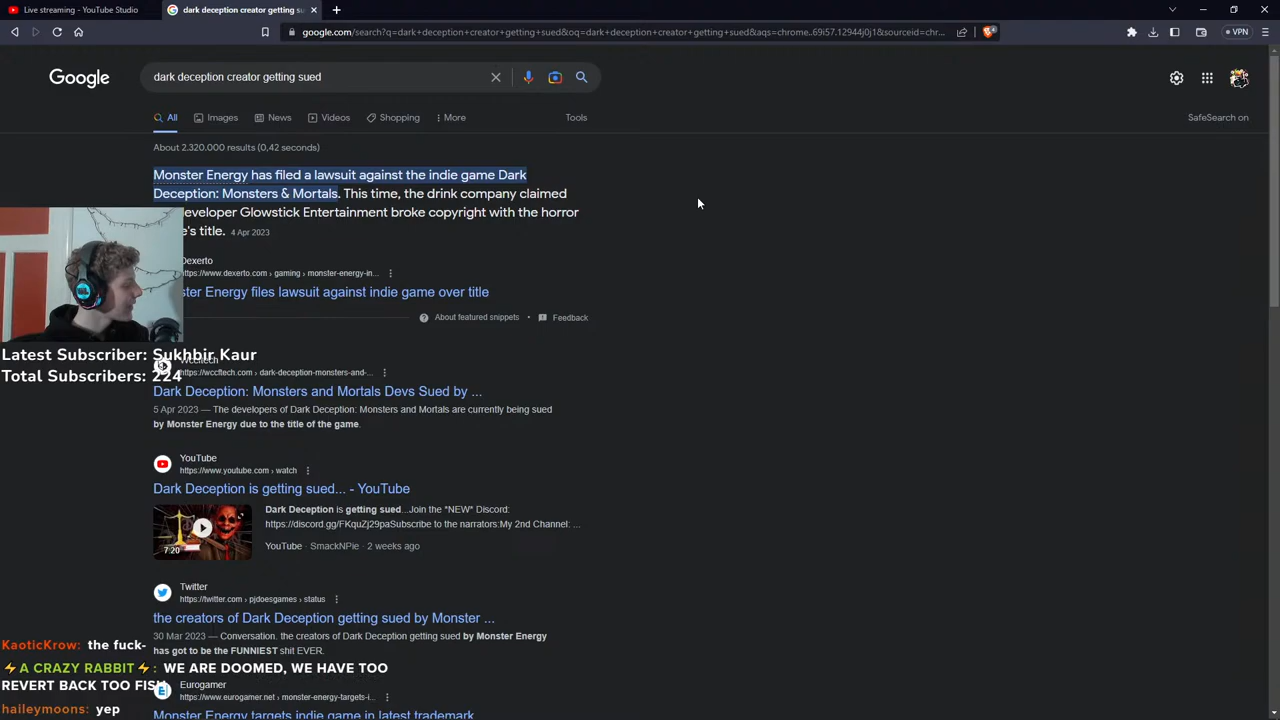 Live streaming - YouTube Studio
dark deception creator getting su
google.com/search?q=dark+deception+creator+getting+sued&oq=dark+deception+creator+getting+sued&aqs=chrome..69i57.12944j0j1&sourceid=chr...
VPN
Google
dark deception creator getting sued
All
Images
News
Videos
Shopping
More
Tools
SafeSearch on
About 2.320.000 results (0,42 seconds)
Monster Energy has filed a lawsuit against the indie game Dark
Deception: Monsters & Mortals. This time, the drink company claimed
developer Glowstick Entertainment broke copyright with the horror
e's title. 4 Apr 2023
Dexerto
ttps://www.dexerto.com › gaming › monster-energy-in...
ster Energy files lawsuit against indie game over title
About featured snippets
Feedback
Latest Subscriber: Sukhbir Kaur
Wccftech
https://wccftech.com › dark-deception-monsters-and-...
Total Subscribers: 224
Dark Deception: Monsters and Mortals Devs Sued by ...
5 Apr 2023 — The developers of Dark Deception: Monsters and Mortals are currently being sued
by Monster Energy due to the title of the game.
YouTube
https://www.youtube.com › watch
Dark Deception is getting sued... - YouTube
Dark Deception is getting sued...Join the *NEW* Discord:
https://discord.gg/FKquZj29paSubscribe to the narrators:My 2nd Channel: ...
YouTube · SmackNPie · 2 weeks ago
7:20
Twitter
https://twitter.com › pjdoesgames › status
the creators of Dark Deception getting sued by Monster ...
30 Mar 2023 — Conversation. the creators of Dark Deception getting sued by Monster Energy
has got to be the FUNNIEST shit EVER.
KaoticKrow: the fuck-
⚡A CRAZY RABBIT⚡: WE ARE DOOMED, WE HAVE TOO
REVERT BACK TOO FISH
Eurogamer
https://www.eurogamer.net › monster-energy-targets-i...
haileymoons: yep
Monster Energy targets indie game in latest trademark